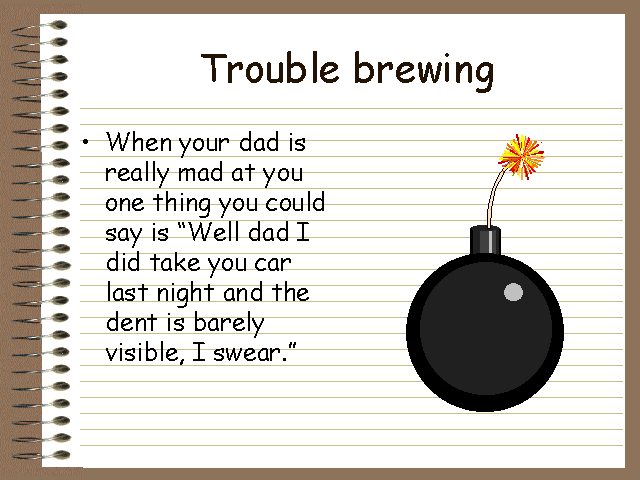 Trouble brewing
• When your dad is
really mad at you
one thing you could
say is “Well dad I
did take you car
last night and the
dent is barely
visible, I swear.”